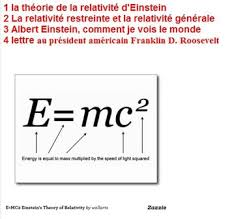 1 la théorie de la relativité d'Einstein
2 La relativité restreinte et la relativité générale
3 Albert Einstein, comment je vois le monde
4 lettre au président américain Franklin D. Roosevelt
E=mc²
Energy is equal to mass multiplied by the speed of light squared
E=MC2 Einstein's Theory of Relativity by wallarts
Zazzle